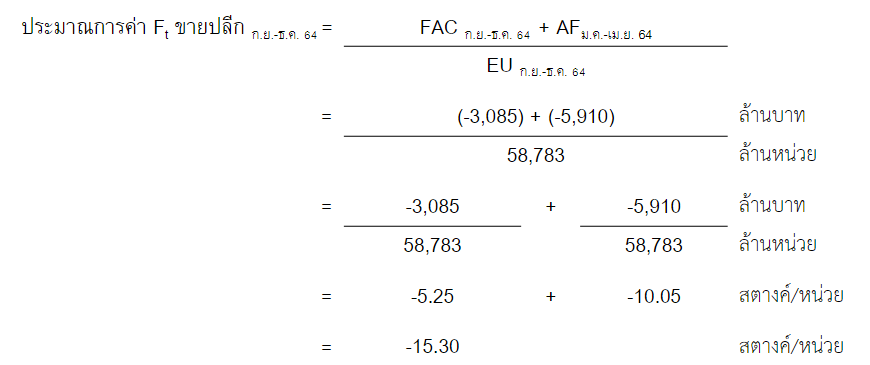 ประมาณการค่า Ft ขายปลีก ก.ย.-ธ.ค. 64 = FAC ก.ย.-ธ.ค. 64 + AF ม.ค.-เม.ย. 64
EU ก.ย.-ธ.ค. 64
= (-3,085) + (-5,910) ล้านบาท
58,783 ล้านหน่วย
= -3,085 + -5,910 ล้านบาท
58,783 58,783 ล้านหน่วย
= -5.25 + -10.05 สตางค์/หน่วย
= -15.30 สตางค์/หน่วย